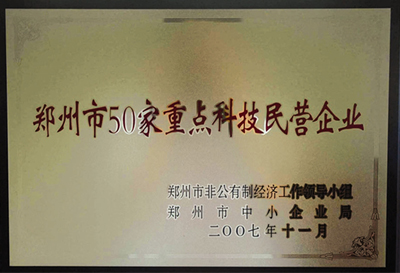 郑州市50家重点科技民营企业
郑州市非公有制经济工作领导小组
郑州市中小企业局
二〇〇七年十一月